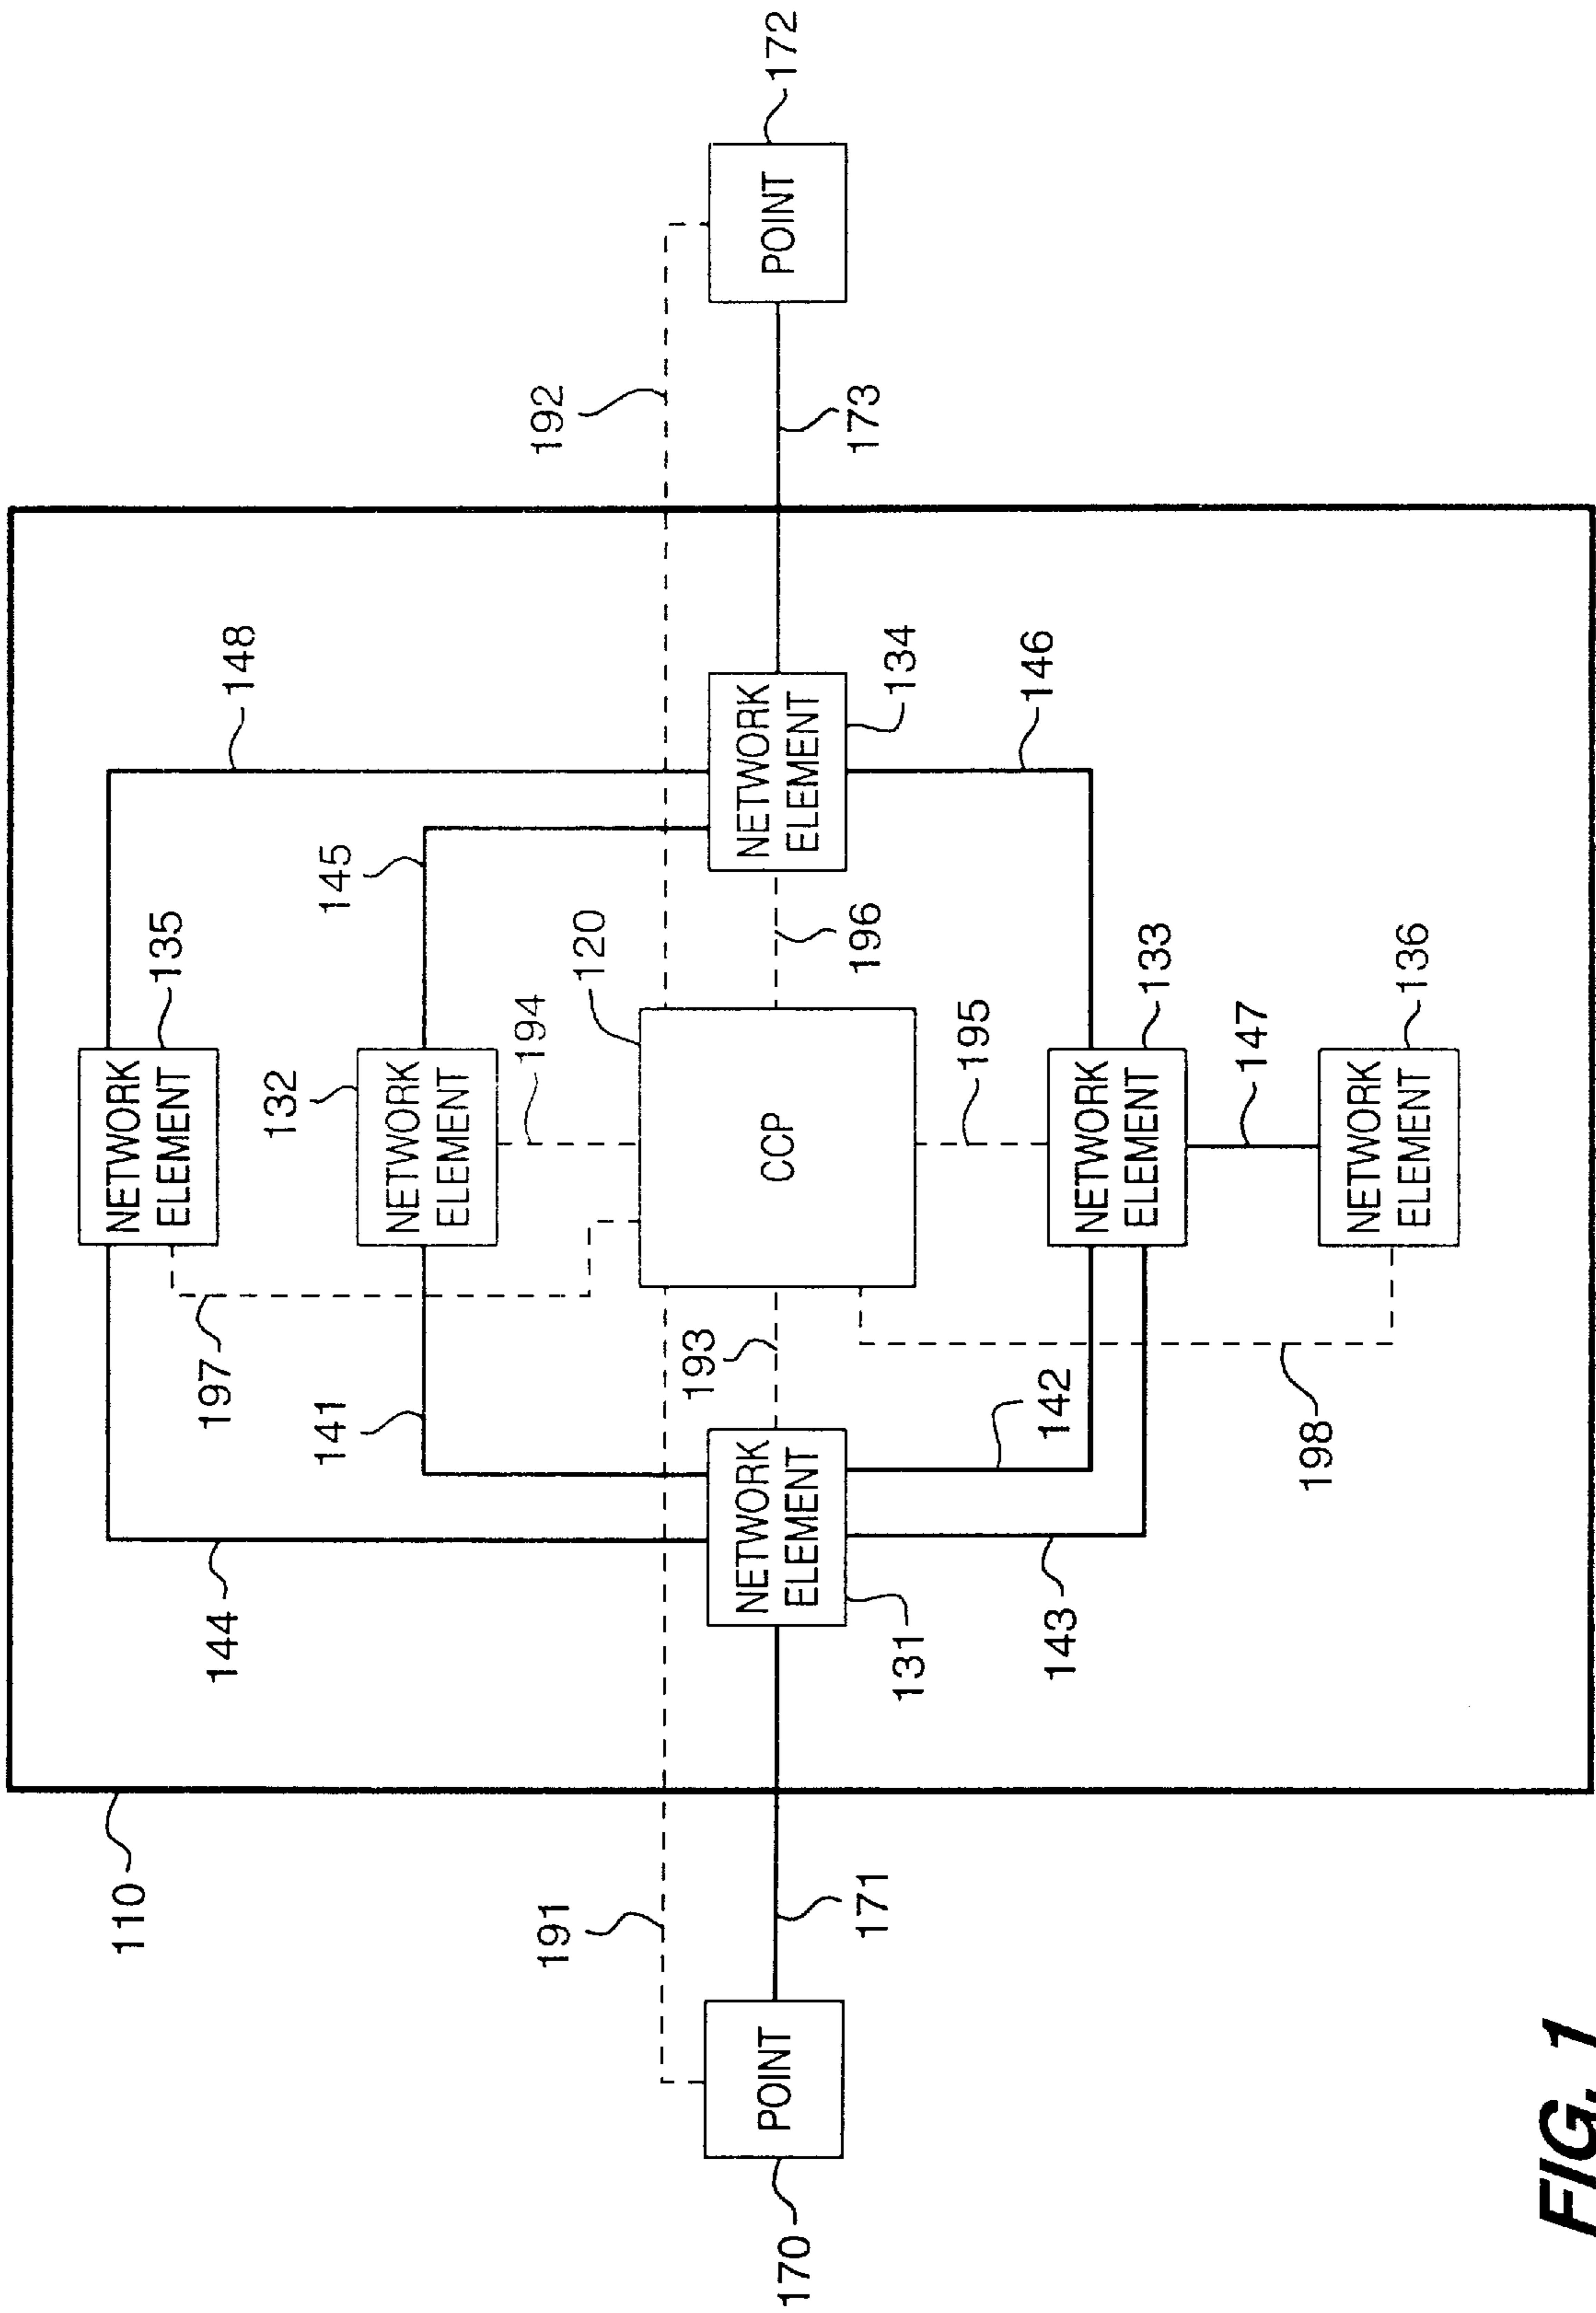 110
148
144
NETWORK
ELEMENT
135
197
145
141
132
NETWORK
ELEMENT
194
120
192
191
CCP
170
POINT
171
NETWORK
ELEMENT
131
193
196
NETWORK
ELEMENT
134
173
POINT
172
195
142
143
146
NETWORK
ELEMENT
133
147
198
NETWORK
ELEMENT
136
FIG. 1